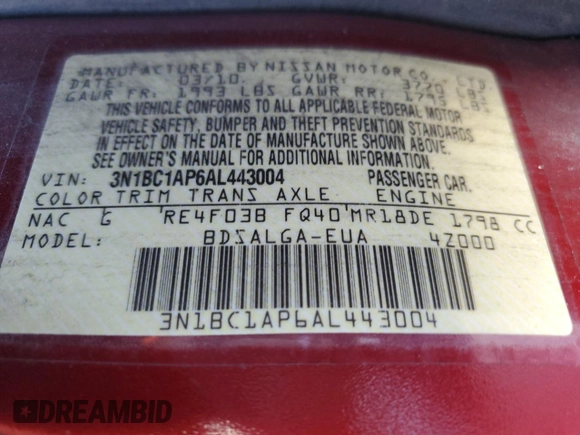 MANUFACTURED BY NISSAN MOTOR CO., LTD.
DATE: 03/10 GVWR: 3770 LBS
GAWR FR: 1993 LBS GAWR RR: 1795 LBS
THIS VEHICLE CONFORMS TO ALL APPLICABLE FEDERAL MOTOR
VEHICLE SAFETY, BUMPER AND THEFT PREVENTION STANDARDS
IN EFFECT ON THE DATE OF MANUFACTURE SHOWN ABOVE.
SEE OWNER'S MANUAL FOR ADDITIONAL INFORMATION.
VIN: 3N1BC1AP6AL443004 PASSENGER CAR.
COLOR TRIM TRANS AXLE ENGINE
NAC G RE4F03B FQ40 MR18DE 1798 CC
MODEL: BDSALGA-EUA 4Z000
3N1BC1AP6AL443004
DREAMBID